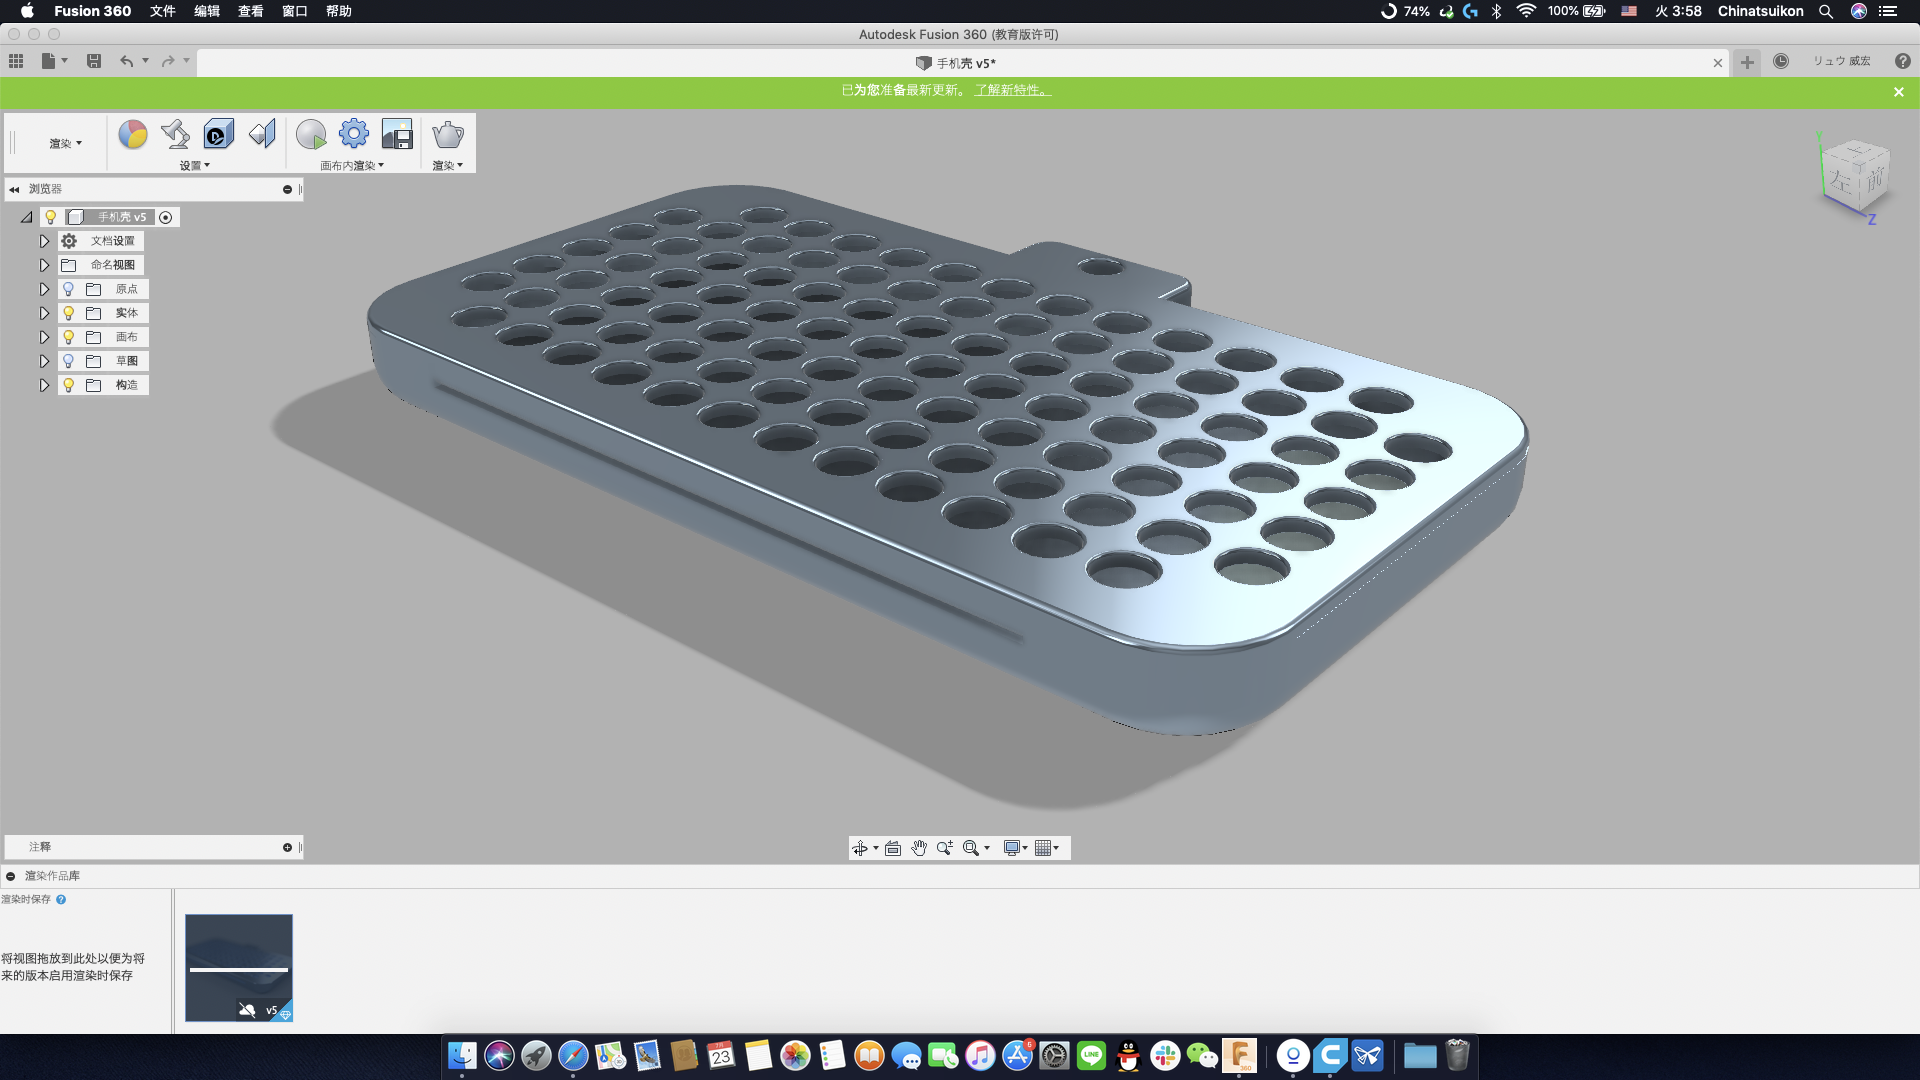 Fusion 360 文件 编辑 查看 窗口 帮助
74% 100% 火 3:58 Chinatsuikon
Autodesk Fusion 360 (教育版许可)
手机壳 v5*
リュウ 威宏
已为您准备最新更新。 了解新特性。
渲染
设置
画布内渲染
渲染
浏览器
手机壳 v5
文档设置
命名视图
原点
实体
画布
草图
构造
Y
左
前
Z
注释
渲染作品库
渲染时保存
将视图拖放到此处以便为将
来的版本启用渲染时保存
v5
7月
23
6
LINE
F
360